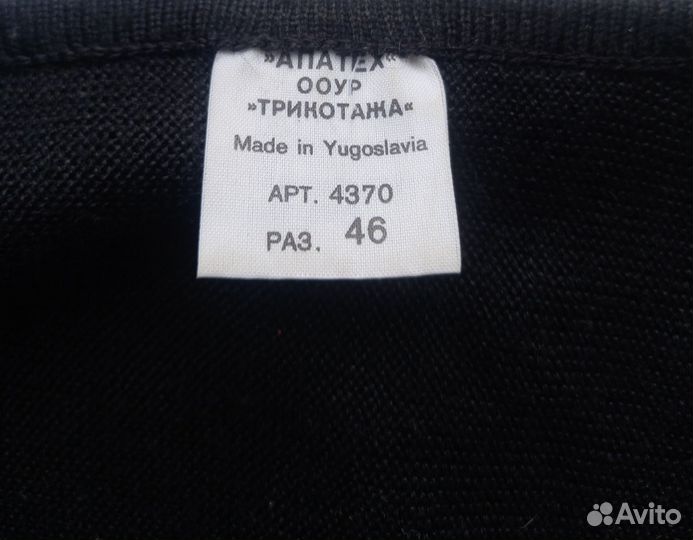 »АПАТЕХ“
ООУР
»ТРИКОТАЖА“
Made in Yugoslavia
АРТ. 4370
РАЗ. 46
Avito